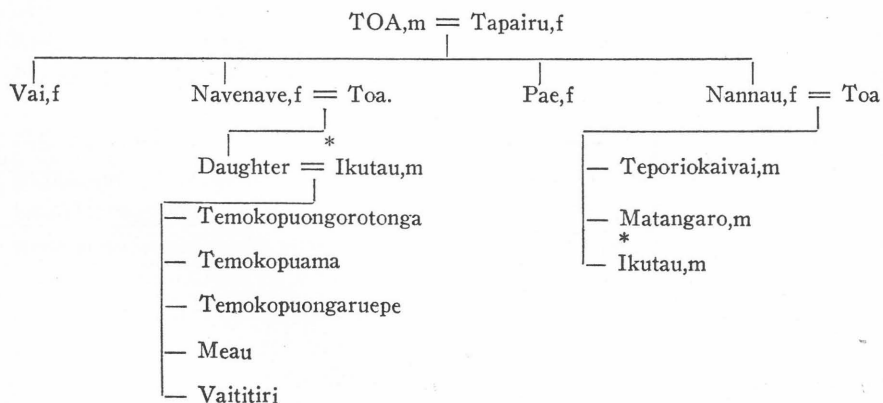 TOA,m = Tapairu,f
Vai,f Navenave,f = Toa. Pae,f Nannau,f = Toa
*
Daughter = Ikutau,m — Teporiokaivai,m
— Temokopuongorotonga — Matangaro,m
*
— Temokopuama — Ikutau,m
— Temokopuongaruepe
— Meau
— Vaititiri